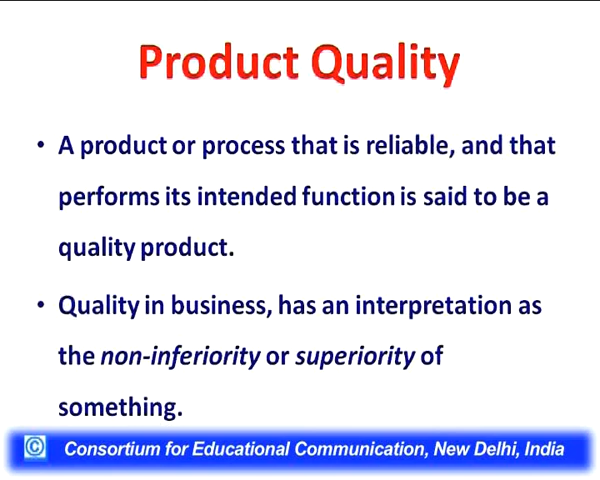 Product Quality
• A product or process that is reliable, and that
performs its intended function is said to be a
quality product.
• Quality in business, has an interpretation as
the non-inferiority or superiority of
something.
© Consortium for Educational Communication, New Delhi, India